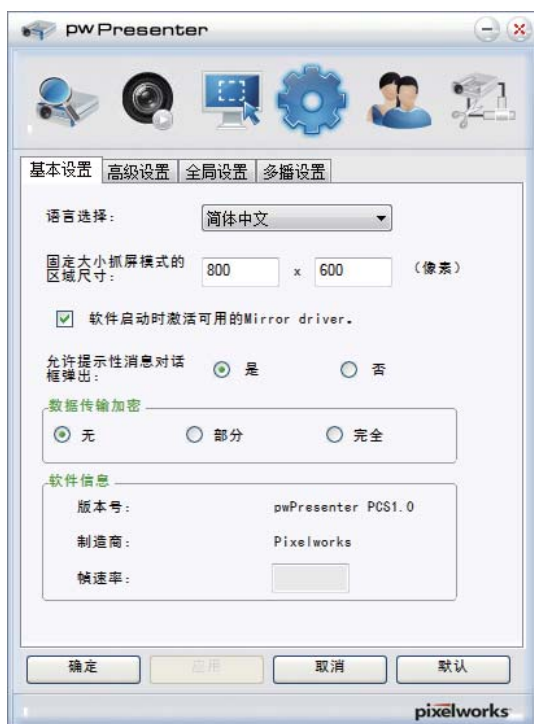 pwPresenter
基本设置 高级设置 全局设置 多播设置
语言选择: 简体中文
固定大小抓屏模式的
区域尺寸: 800 x 600 (像素)
软件启动时激活可用的Mirror driver.
允许提示性消息对话
框弹出: 是 否
数据传输加密
无 部分 完全
软件信息
版本号: pwPresenter PCS1.0
制造商: Pixelworks
帧速率:
确定 应用 取消 默认
pixelworks